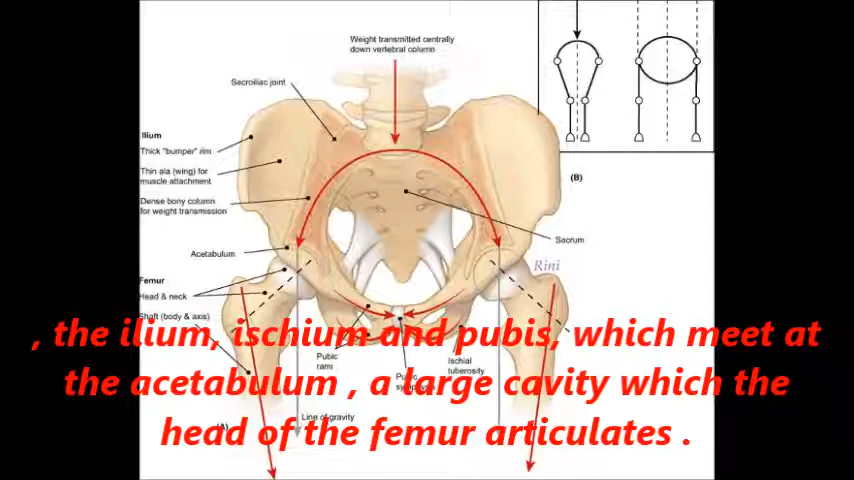 Weight transmitted centrally
down vertebral column
Sacroiliac joint
Ilium
Thick "bumper" rim
Thin ala (wing) for
muscle attachment
Dense bony column
for weight transmission
(B)
Sacrum
Acetabulum
Rini
Femur
Head & neck
Shaft (body & axis)
, the ilium, ischium and pubis, which meet at
Pubic
rami
Ischial
tuberosity
the acetabulum , a large cavity which the
Line of gravity
(A)
head of the femur articulates .